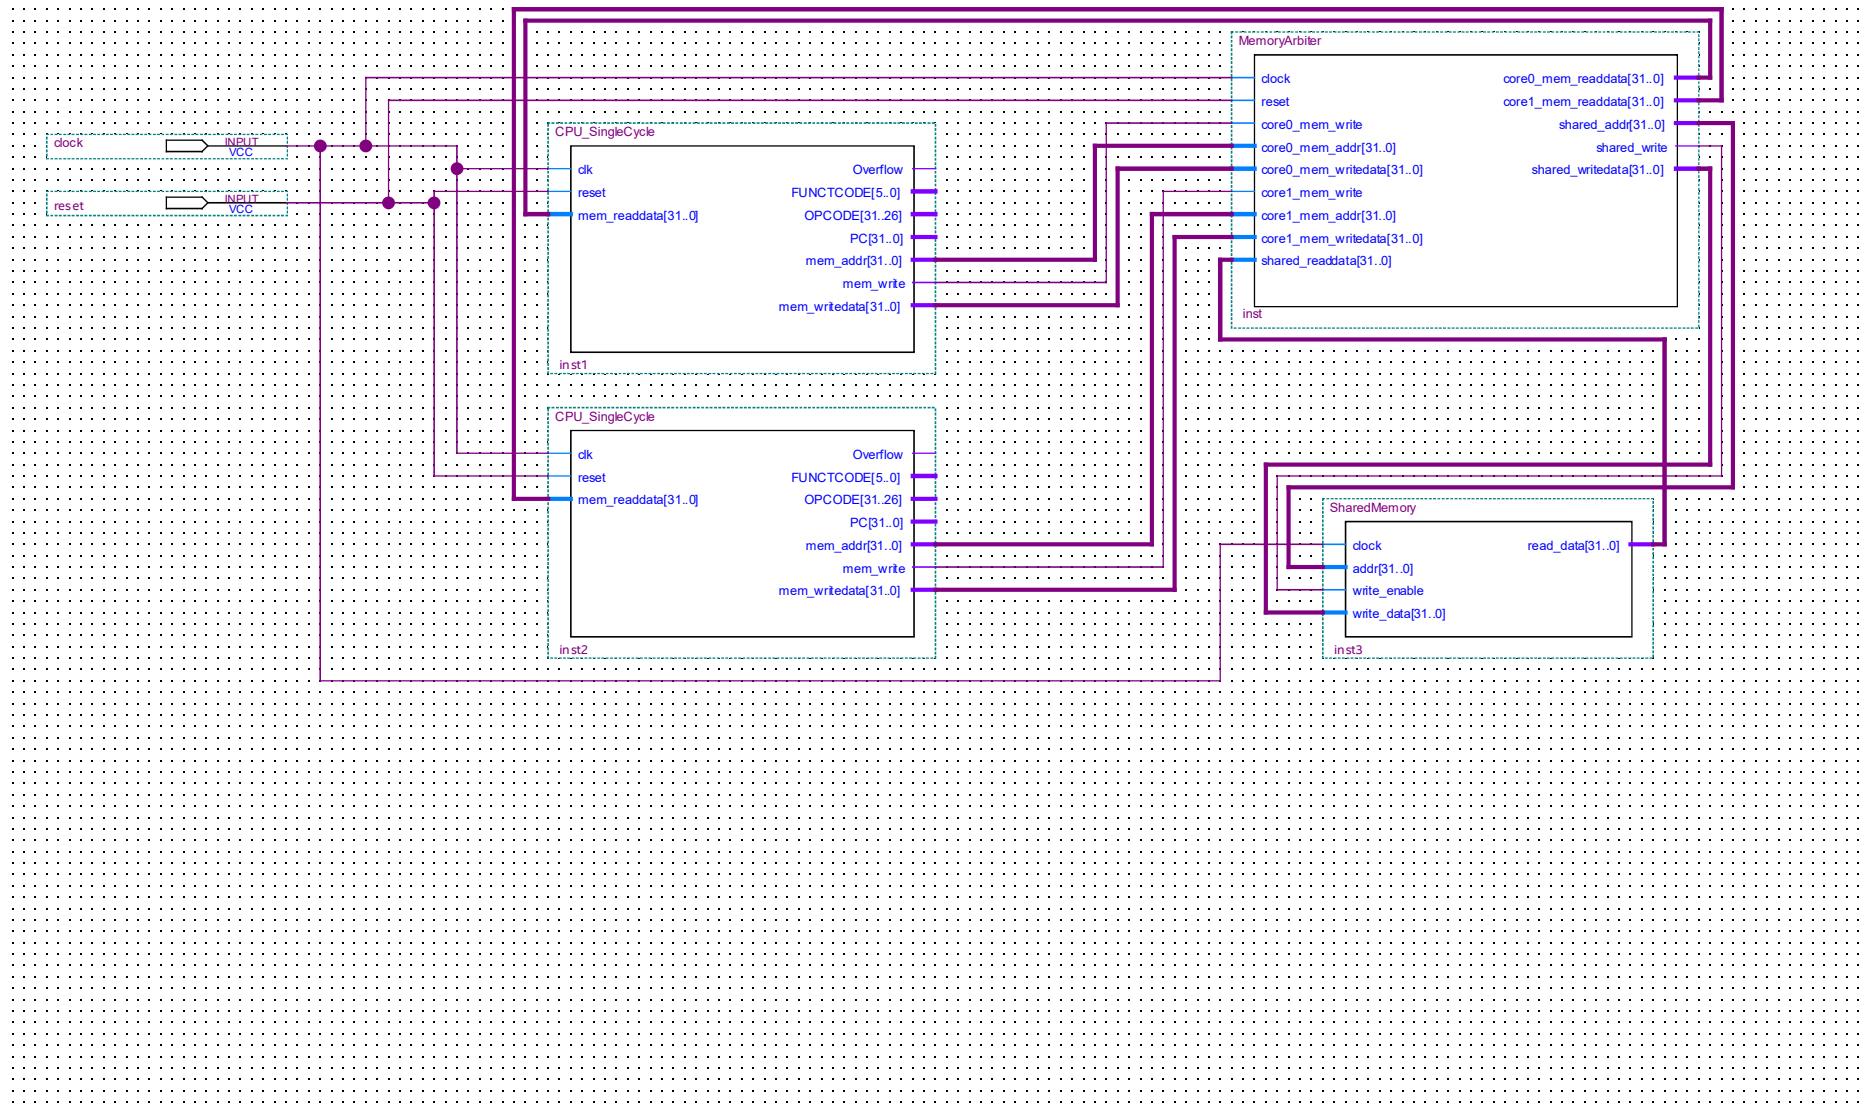 clock
INPUT
VCC
reset
INPUT
VCC
CPU_SingleCycle
clk
reset
mem_readdata[31..0]
Overflow
FUNCTCODE[5..0]
OPCODE[31..26]
PC[31..0]
mem_addr[31..0]
mem_write
mem_writedata[31..0]
inst1
CPU_SingleCycle
clk
reset
mem_readdata[31..0]
Overflow
FUNCTCODE[5..0]
OPCODE[31..26]
PC[31..0]
mem_addr[31..0]
mem_write
mem_writedata[31..0]
inst2
MemoryArbiter
clock
reset
core0_mem_write
core0_mem_addr[31..0]
core0_mem_writedata[31..0]
core1_mem_write
core1_mem_addr[31..0]
core1_mem_writedata[31..0]
shared_readdata[31..0]
core0_mem_readdata[31..0]
core1_mem_readdata[31..0]
shared_addr[31..0]
shared_write
shared_writedata[31..0]
inst
SharedMemory
clock
addr[31..0]
write_enable
write_data[31..0]
read_data[31..0]
inst3